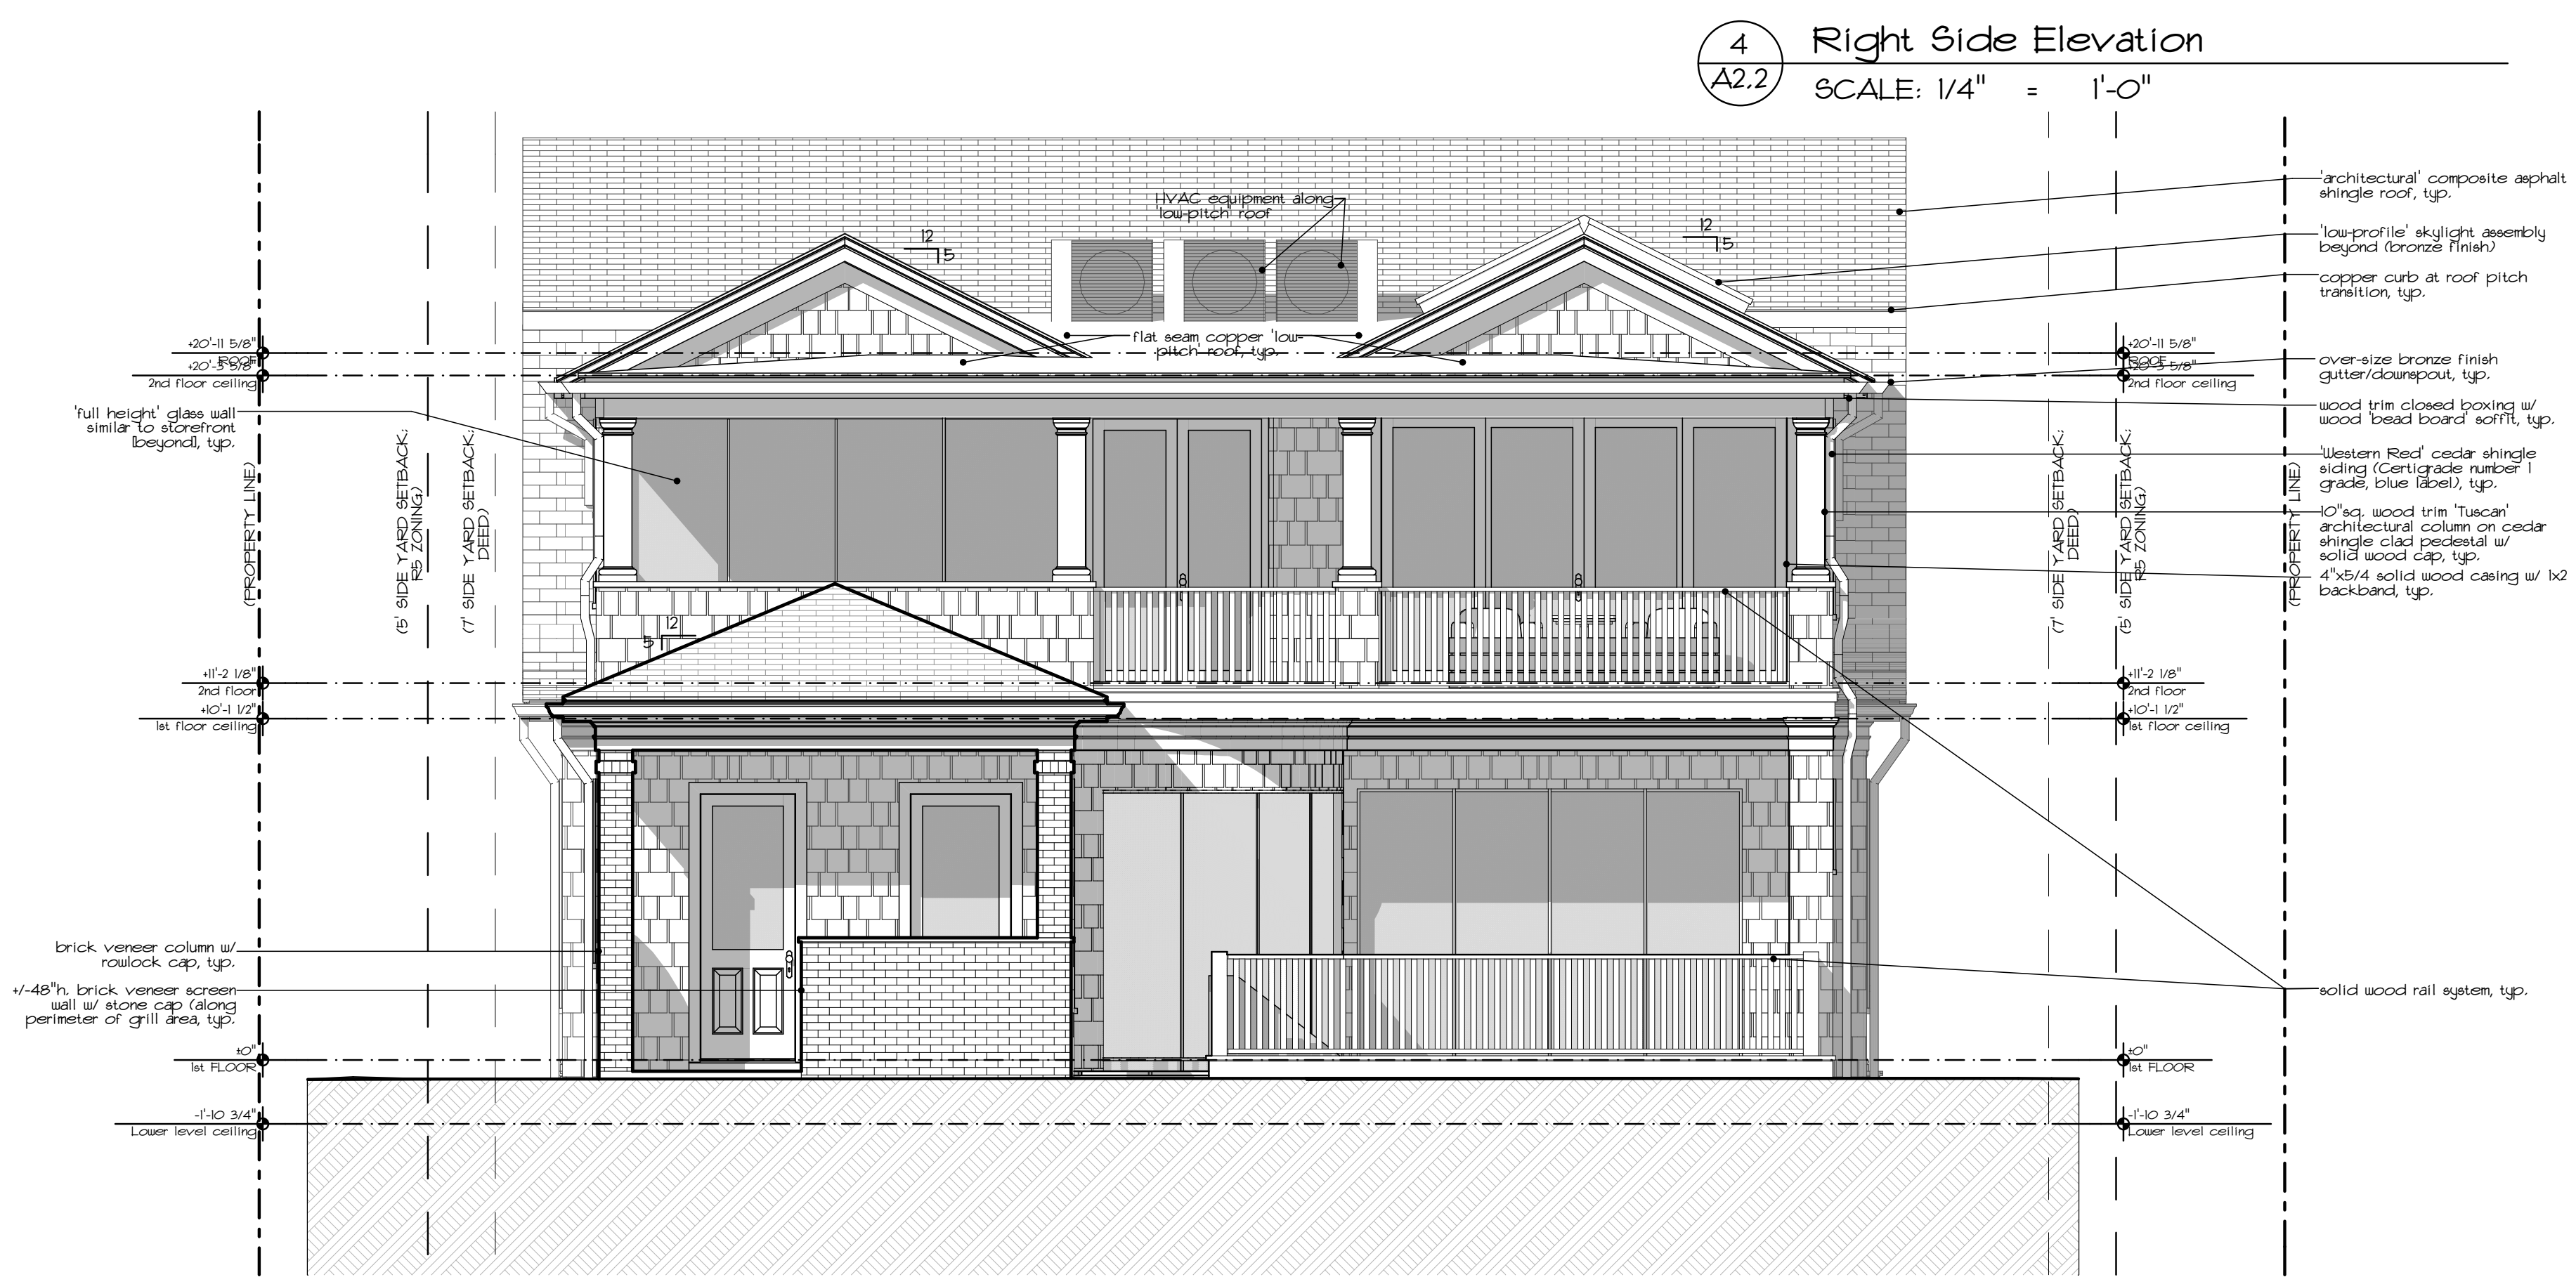 4
A2.2
Right Side Elevation
SCALE: 1/4" = 1'-0"
HVAC equipment along
'low-pitch' roof
12
5
12
5
flat seam copper 'low-
pitch' roof, typ.
12
5
+20'-11 5/8"
ROOF
+20'-3 5/8"
2nd floor ceiling
'full height' glass wall
similar to storefront
[beyond], typ.
(PROPERTY LINE)
(5' SIDE YARD SETBACK;
R5 ZONING)
(7' SIDE YARD SETBACK;
DEED)
+11'-2 1/8"
2nd floor
+10'-1 1/2"
1st floor ceiling
brick veneer column w/
rowlock cap, typ.
+/-48"h. brick veneer screen
wall w/ stone cap (along
perimeter of grill area, typ.
±0"
1st FLOOR
-1'-10 3/4"
Lower level ceiling
'architectural' composite asphalt
shingle roof, typ.
'low-profile' skylight assembly
beyond (bronze finish)
copper curb at roof pitch
transition, typ.
+20'-11 5/8"
ROOF
+20'-3 5/8"
2nd floor ceiling
over-size bronze finish
gutter/downspout, typ.
wood trim closed boxing w/
wood 'bead board' soffit, typ.
'Western Red' cedar shingle
siding (Certigrade number 1
grade, blue label), typ.
10"sq. wood trim 'Tuscan'
architectural column on cedar
shingle clad pedestal w/
solid wood cap, typ.
4"x5/4 solid wood casing w/ 1x2
backband, typ.
(7' SIDE YARD SETBACK;
DEED)
(5' SIDE YARD SETBACK;
R5 ZONING)
(PROPERTY LINE)
+11'-2 1/8"
2nd floor
+10'-1 1/2"
1st floor ceiling
solid wood rail system, typ.
±0"
1st FLOOR
-1'-10 3/4"
Lower level ceiling